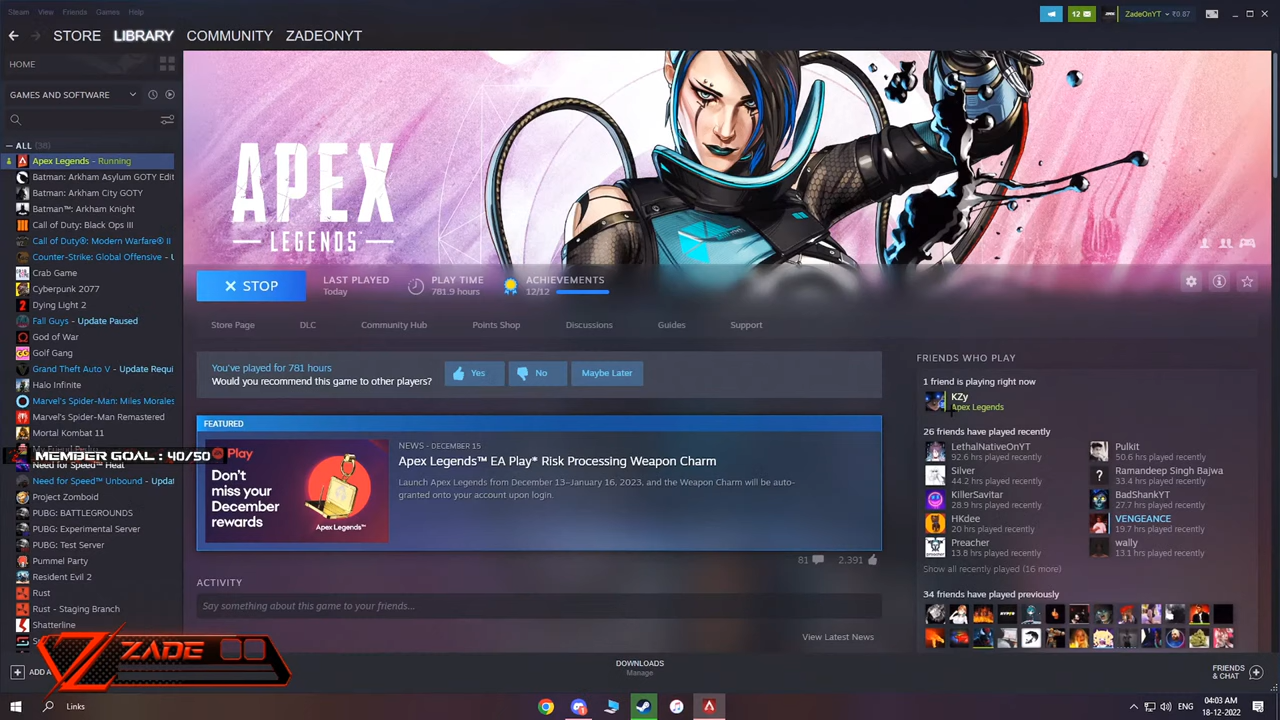 Steam View Friends Games Help
12 ZadeOnYT ₹0.87
STORE LIBRARY COMMUNITY ZADEONYT
HOME
GAMES AND SOFTWARE
ALL (38)
Apex Legends - Running
Batman: Arkham Asylum GOTY Edit
Batman: Arkham City GOTY
Batman™: Arkham Knight
Call of Duty: Black Ops III
Call of Duty®: Modern Warfare® II
Counter-Strike: Global Offensive - U
Crab Game
Cyberpunk 2077
Dying Light 2
Fall Guys - Update Paused
God of War
Golf Gang
Grand Theft Auto V - Update Requi
Halo Infinite
Marvel's Spider-Man: Miles Morales
Marvel's Spider-Man Remastered
Mortal Kombat 11
MEMBER GOAL : 40/50
Need for Speed™ Heat
Need for Speed™ Unbound - Updat
Project Zomboid
PUBG: BATTLEGROUNDS
PUBG: Experimental Server
PUBG: Test Server
Pummel Party
Resident Evil 2
Rust
Rust - Staging Branch
Shatterline
ZADE
ADD A
APEX
LEGENDS™
STOP
LAST PLAYED
Today
PLAY TIME
781.9 hours
ACHIEVEMENTS
12/12
Store Page DLC Community Hub Points Shop Discussions Guides Support
You've played for 781 hours
Would you recommend this game to other players?
Yes No Maybe Later
FEATURED
Play
Don't
miss your
December
rewards
Apex Legends™
NEWS - DECEMBER 15
Apex Legends™ EA Play* Risk Processing Weapon Charm
Launch Apex Legends from December 13–January 16, 2023, and the Weapon Charm will be auto-
granted onto your account upon login.
81 2,391
ACTIVITY
Say something about this game to your friends...
View Latest News
FRIENDS WHO PLAY
1 friend is playing right now
KZy
Apex Legends
26 friends have played recently
LethalNativeOnYT
92.6 hrs played recently
Pulkit
50.6 hrs played recently
Silver
44.2 hrs played recently
Ramandeep Singh Bajwa
33.4 hrs played recently
KillerSavitar
28.9 hrs played recently
BadShankYT
27.7 hrs played recently
HKdee
20 hrs played recently
VENGEANCE
19.7 hrs played recently
Preacher
13.8 hrs played recently
wally
13.1 hrs played recently
Show all recently played (16 more)
34 friends have played previously
DOWNLOADS
Manage
FRIENDS
& CHAT
Links
ENG
04:03 AM
18-12-2022